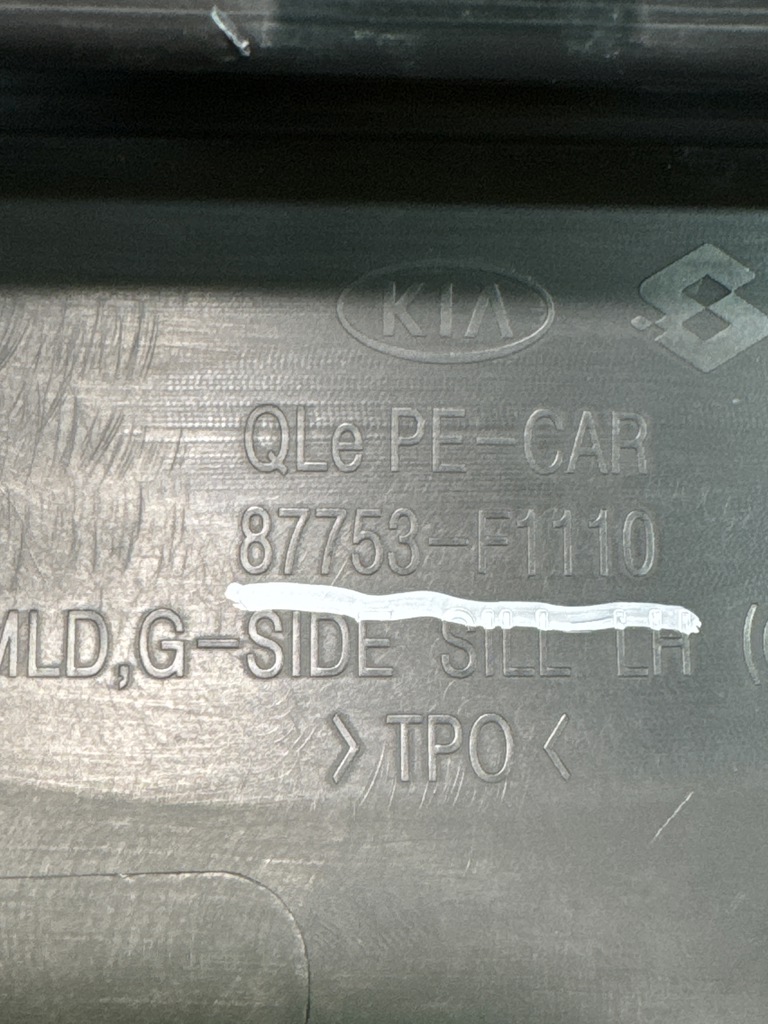 KIA
QLe PE-CAR
87753-F1110
MLD,G-SIDE SILL LH (
>TPO<